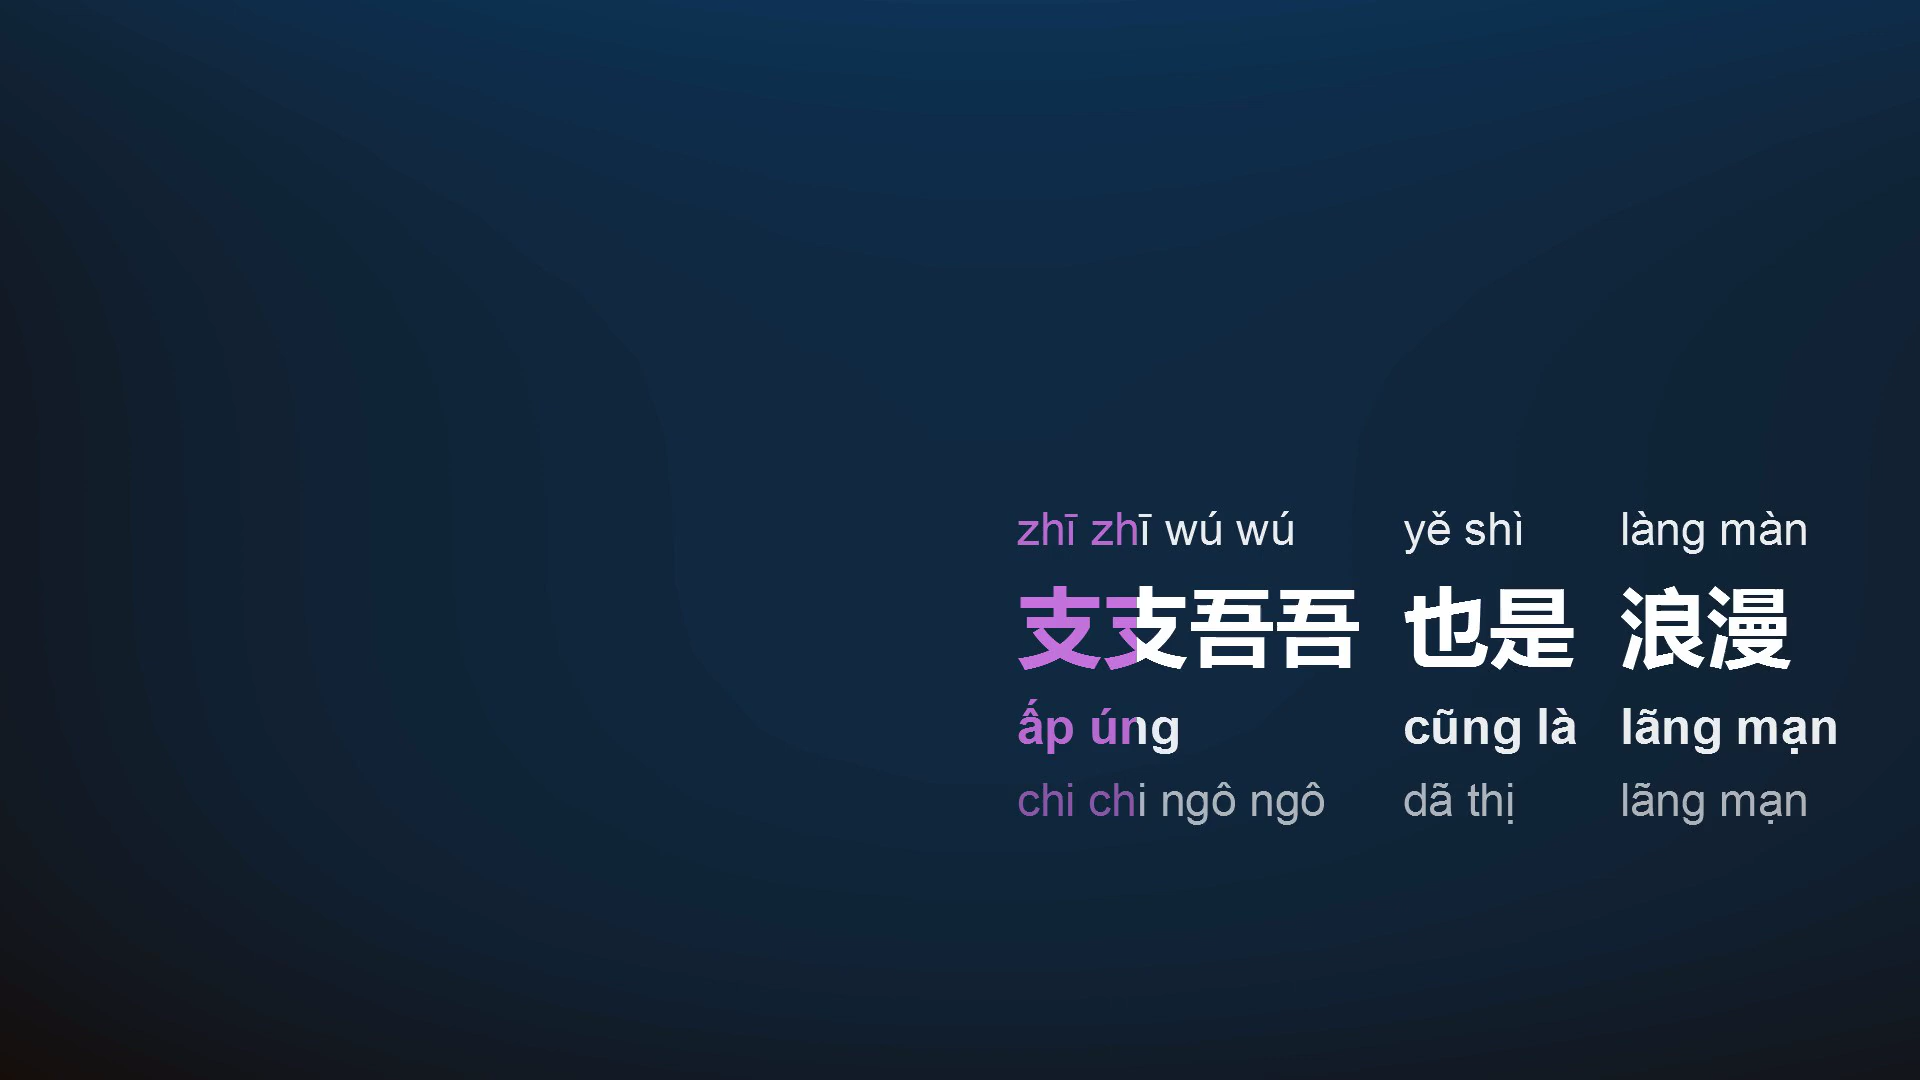 zhī zhī wú wú yě shì làng màn
支支吾吾 也是 浪漫
ấp úng cũng là lãng mạn
chi chi ngô ngô dã thị lãng mạn